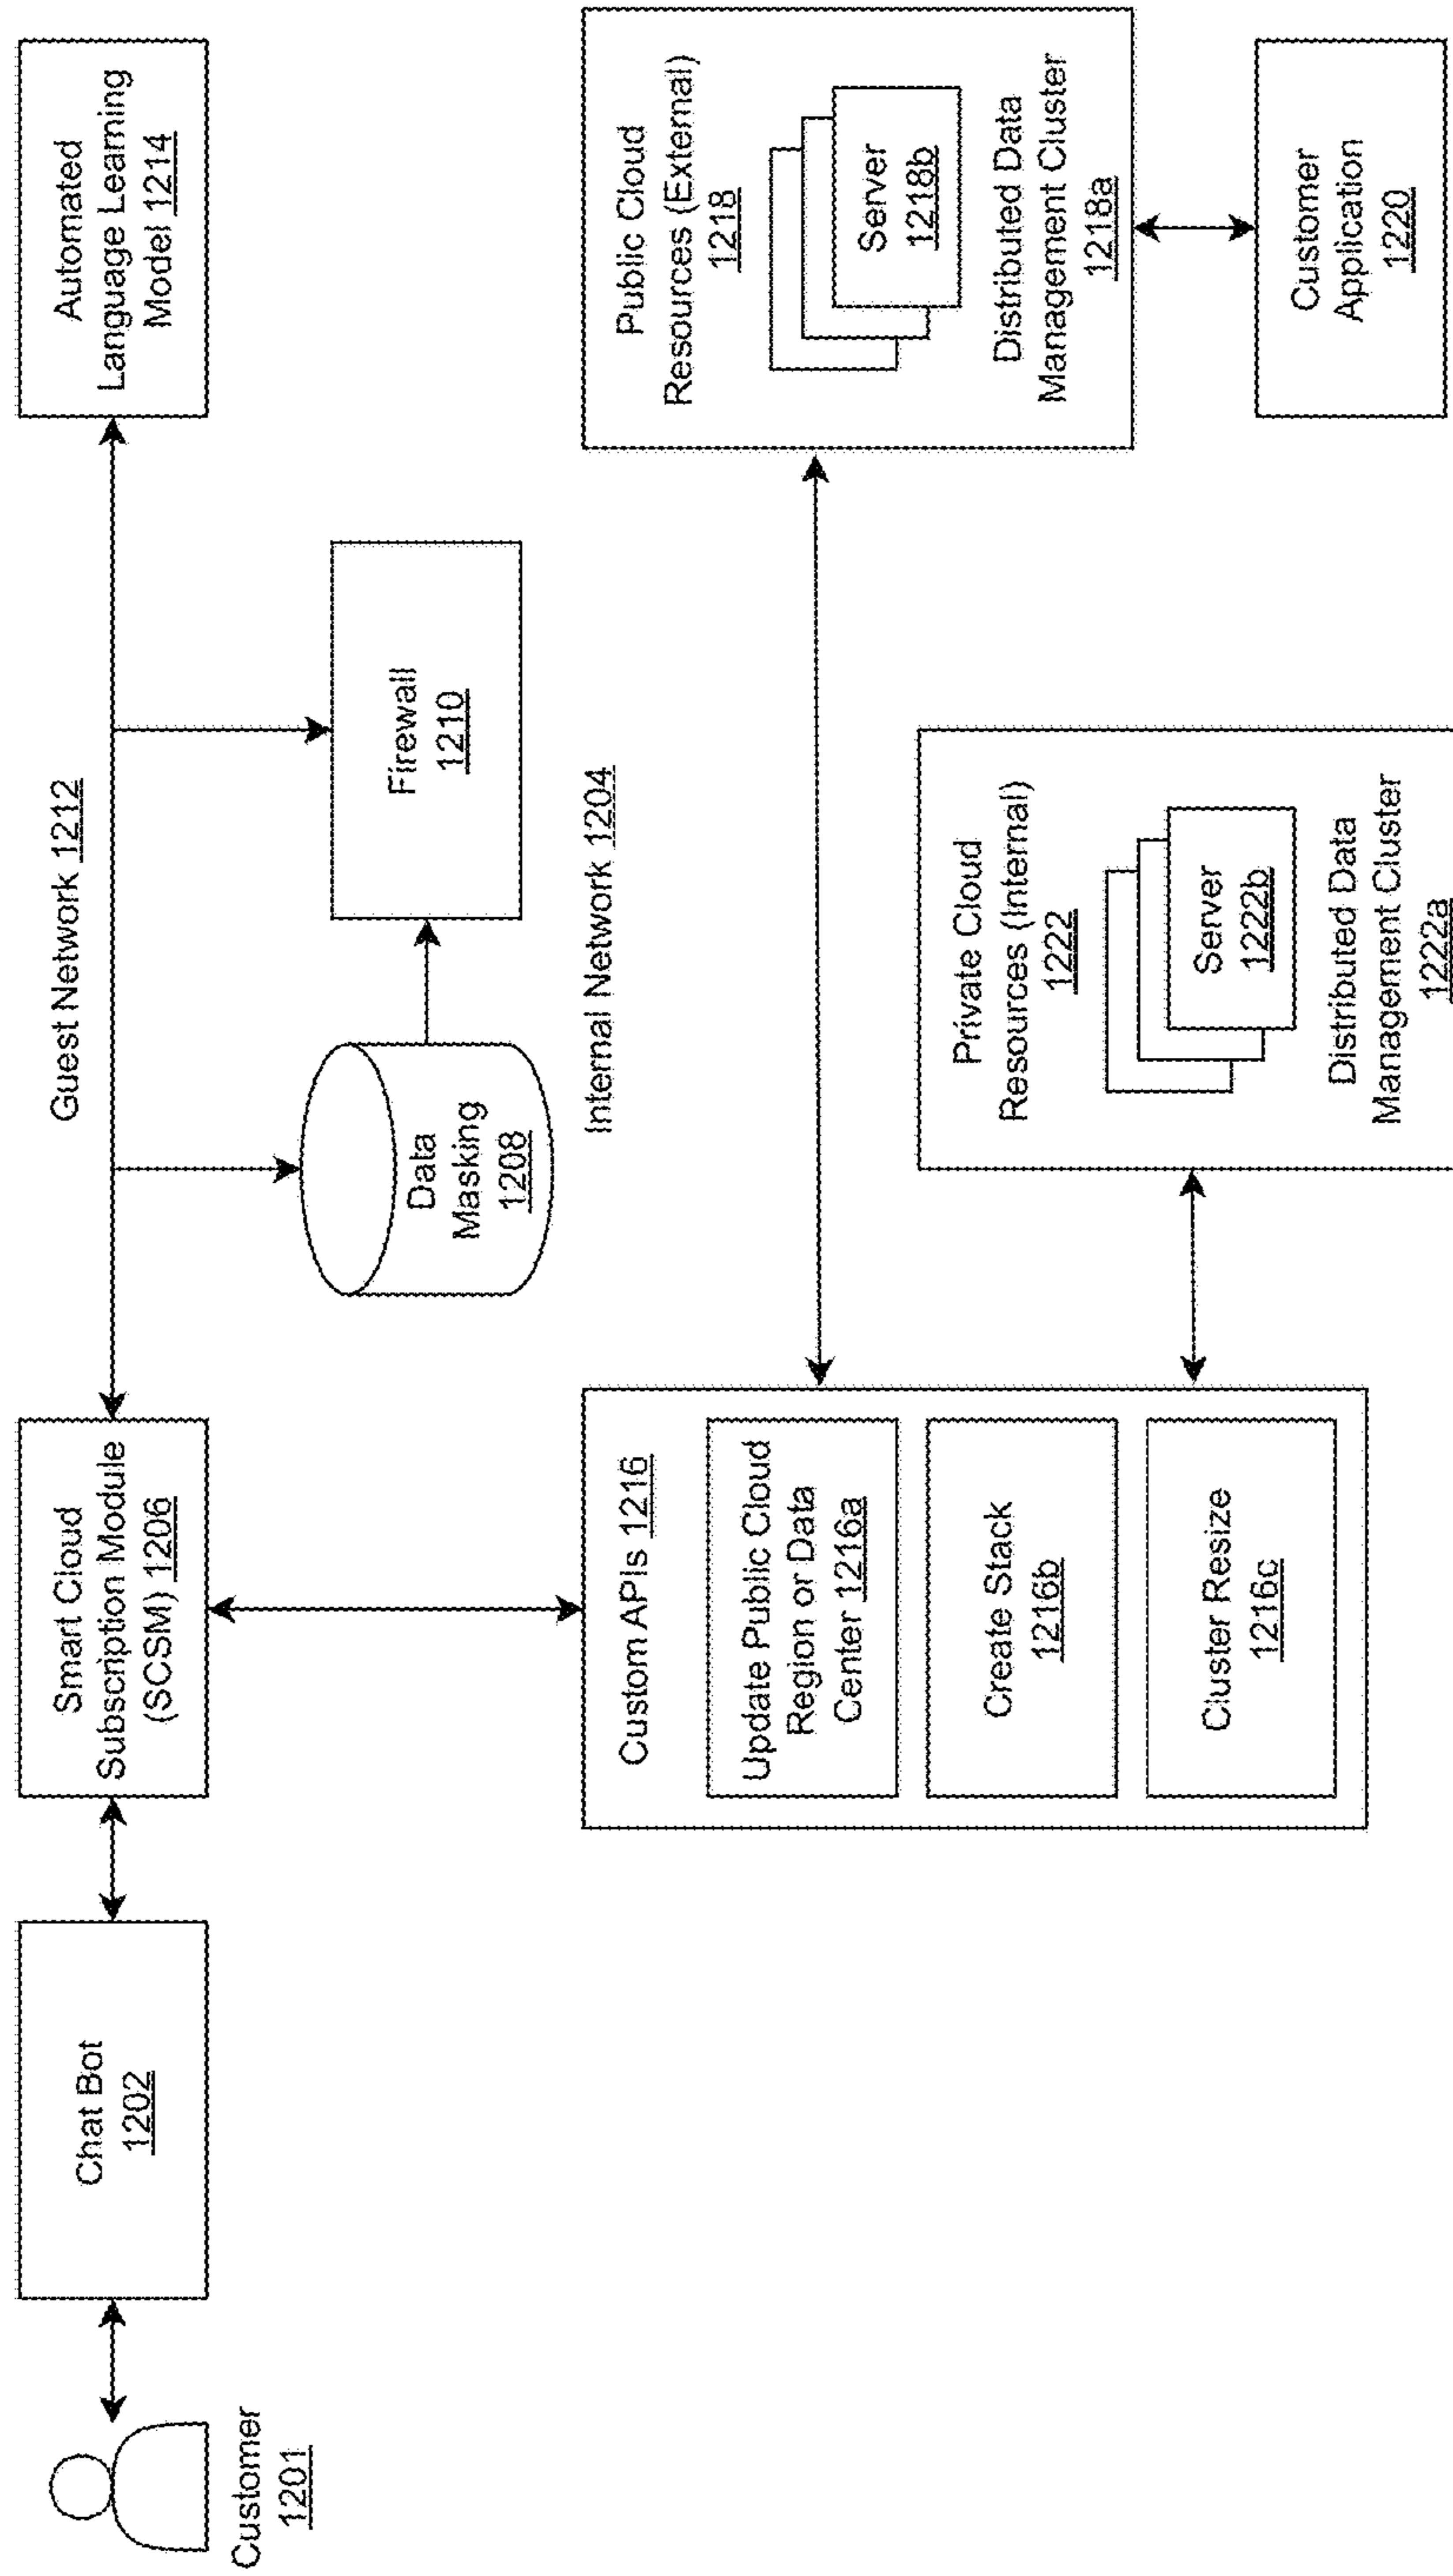 Customer
1201
Chat Bot
1202
Smart Cloud
Subscription Module
(SCSM) 1206
Guest Network 1212
Automated
Language Learning
Model 1214
Data
Masking
1208
Firewall
1210
Internal Network 1204
Custom APIs 1216
Update Public Cloud
Region or Data
Center 1216a
Create Stack
1216b
Cluster Resize
1216c
Public Cloud
Resources (External)
1218
Server
1218b
Distributed Data
Management Cluster
1218a
Private Cloud
Resources (Internal)
1222
Server
1222b
Distributed Data
Management Cluster
1222a
Customer
Application
1220